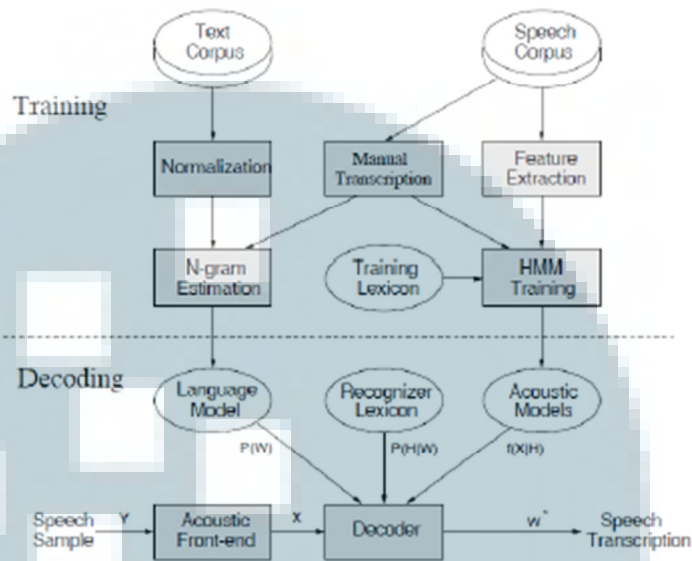 Text
Corpus
Speech
Corpus
Training
Normalization
Manual
Transcription
Feature
Extraction
N-gram
Estimation
Training
Lexicon
HMM
Training
Decoding
Language
Model
Recognizer
Lexicon
Acoustic
Models
P(W)
P(H|W)
f(X|H)
Speech
Sample
Y
Acoustic
Front-end
X
Decoder
W*
Speech
Transcription